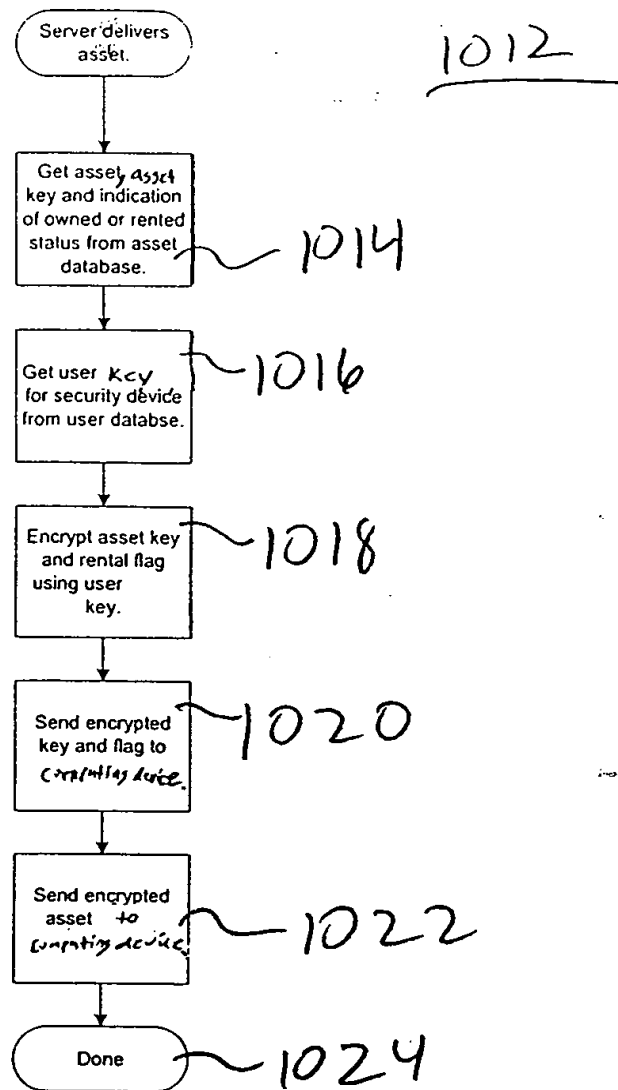 Server delivers
asset.
1012
Get asset, asset
key and indication
of owned or rented
status from asset
database.
1014
Get user key
for security device
from user databse.
1016
Encrypt asset key
and rental flag
using user
key.
1018
Send encrypted
key and flag to
computing device.
1020
Send encrypted
asset to
computing device.
1022
Done
1024